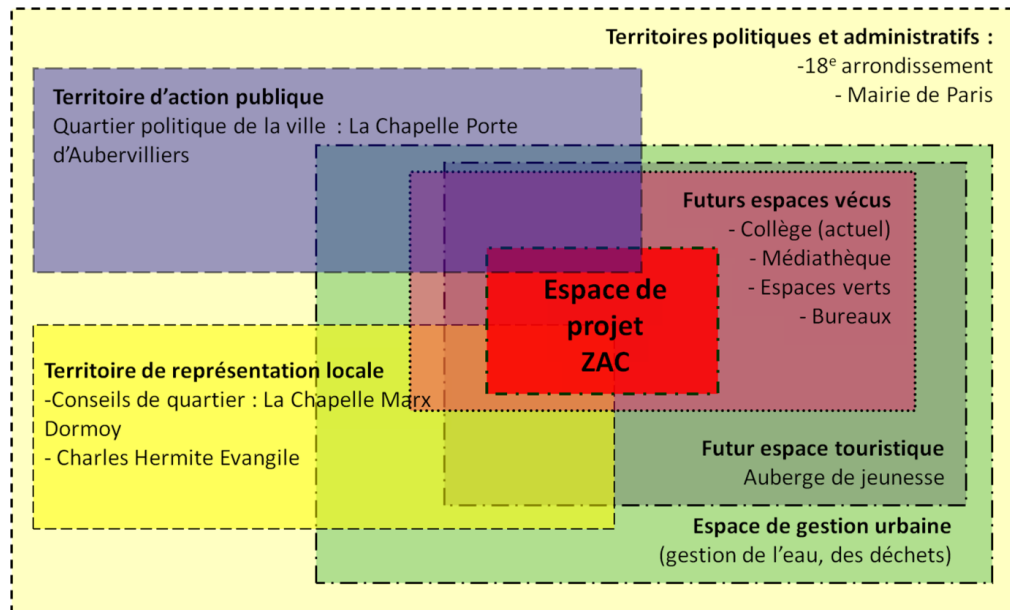 Territoires politiques et administratifs :
-18e arrondissement
- Mairie de Paris
Territoire d'action publique
Quartier politique de la ville : La Chapelle Porte
d'Aubervilliers
Futurs espaces vécus
- Collège (actuel)
- Médiathèque
- Espaces verts
- Bureaux
Espace de
projet
ZAC
Territoire de représentation locale
-Conseils de quartier : La Chapelle Marx
Dormoy
- Charles Hermite Evangile
Futur espace touristique
Auberge de jeunesse
Espace de gestion urbaine
(gestion de l'eau, des déchets)